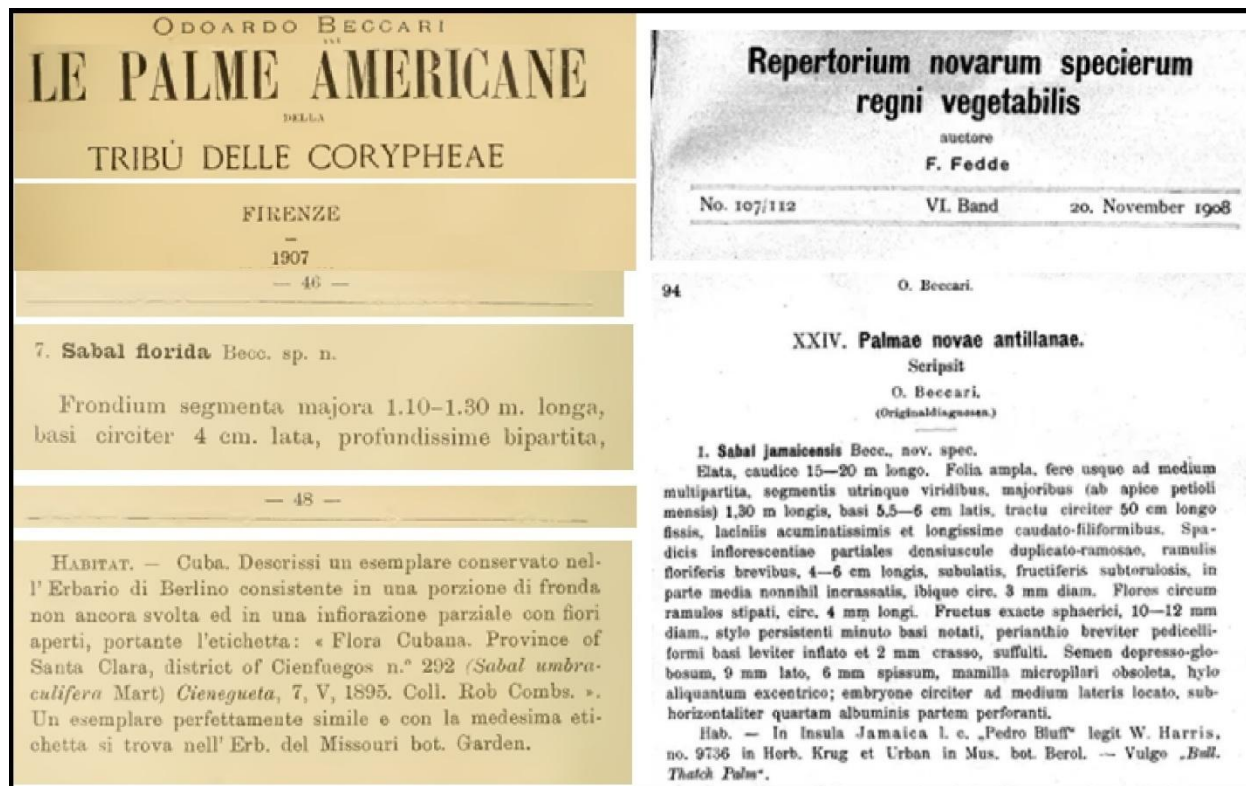 ODOARDO BECCARI
LE PALME AMERICANE
DELLA
TRIBÙ DELLE CORYPHEAE
FIRENZE
1907
— 46 —
7. Sabal florida Becc. sp. n.
Frondium segmenta majora 1.10-1.30 m. longa,
basi circiter 4 cm. lata, profundissime bipartita,
— 48 —
HABITAT. — Cuba. Descrissi un esemplare conservato nel-
l' Erbario di Berlino consistente in una porzione di fronda
non ancora svolta ed in una infiorazione parziale con fiori
aperti, portante l'etichetta: « Flora Cubana. Province of
Santa Clara, district of Cienfuegos n.º 292 (Sabal umbra-
culifera Mart) Cienegueta, 7, V, 1895. Coll. Rob Combs. ».
Un esemplare perfettamente simile e con la medesima eti-
chetta si trova nell' Erb. del Missouri bot. Garden.
Repertorium novarum specierum
regni vegetabilis
auctore
F. Fedde
No. 107/112 VI. Band 20. November 1908
94 O. Beccari.
XXIV. Palmae novae antillanae.
Scripsit
O. Beccari.
(Originaldiagnosen.)
1. Sabal jamaicensis Becc., nov. spec.
Elata, caudice 15—20 m longo. Folia ampla, fere usque ad medium
multipartita, segmentis utrinque viridibus, majoribus (ab apice petioli
mensis) 1,30 m longis, basi 5,5—6 cm latis, tractu circiter 50 cm longo
fissis, laciniis acuminatissimis et longissime caudato-filiformibus. Spa-
dicis inflorescentiae partiales densiuscule duplicato-ramosae, ramulis
floriferis brevibus, 4—6 cm longis, subulatis, fructiferis subtorulosis, in
parte media nonnihil incrassatis, ibique circ. 3 mm diam. Flores circum
ramulos stipati, circ. 4 mm longi. Fructus exacte sphaerici, 10—12 mm
diam., stylo persistenti minuto basi notati, perianthio breviter pedicelli-
formi basi leviter inflato et 2 mm crasso, suffulti. Semen depresso-glo-
bosum, 9 mm lato, 6 mm spissum, mamilla micropilari obsoleta, hylo
aliquantum excentrico; embryone circiter ad medium lateris locato, sub-
horizontaliter quartam albuminis partem perforanti.
Hab. — In Insula Jamaica l. c. „Pedro Bluff" legit W. Harris,
no. 9736 in Herb. Krug et Urban in Mus. bot. Berol. — Vulgo „Bull.
Thatch Palm".